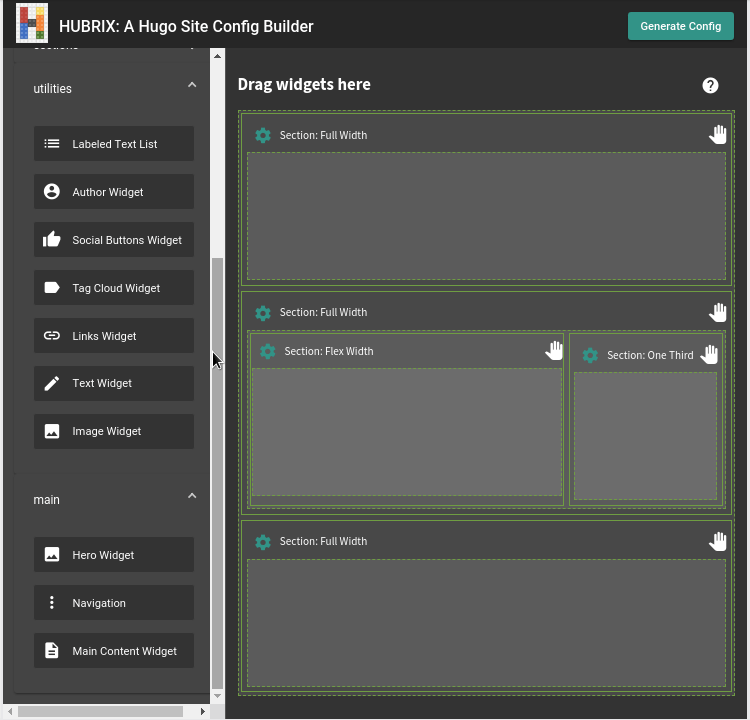 HUBRIX: A Hugo Site Config Builder
Generate Config
utilities
Labeled Text List
Author Widget
Social Buttons Widget
Tag Cloud Widget
Links Widget
Text Widget
Image Widget
main
Hero Widget
Navigation
Main Content Widget
Drag widgets here
?
Section: Full Width
Section: Full Width
Section: Flex Width
Section: One Third
Section: Full Width